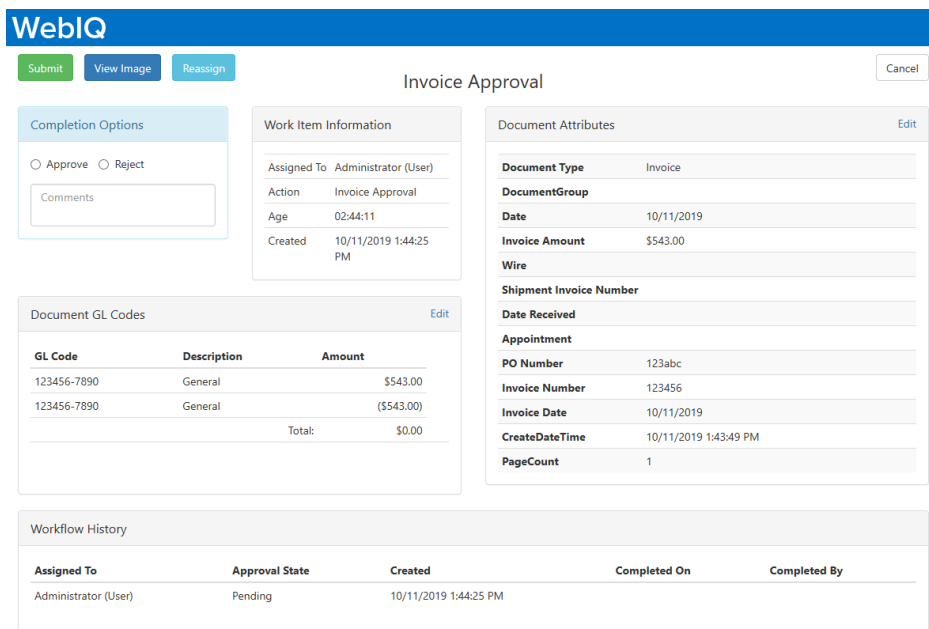 WebIQ
Submit View Image Reassign
Invoice Approval
Cancel
Completion Options
Approve Reject
Comments
Work Item Information
Assigned To Administrator (User)
Action Invoice Approval
Age 02:44:11
Created 10/11/2019 1:44:25
PM
Document Attributes Edit
Document Type Invoice
DocumentGroup
Date 10/11/2019
Invoice Amount $543.00
Wire
Shipment Invoice Number
Date Received
Appointment
PO Number 123abc
Invoice Number 123456
Invoice Date 10/11/2019
CreateDateTime 10/11/2019 1:43:49 PM
PageCount 1
Document GL Codes Edit
GL Code Description Amount
123456-7890 General $543.00
123456-7890 General ($543.00)
Total: $0.00
Workflow History
Assigned To Approval State Created Completed On Completed By
Administrator (User) Pending 10/11/2019 1:44:25 PM